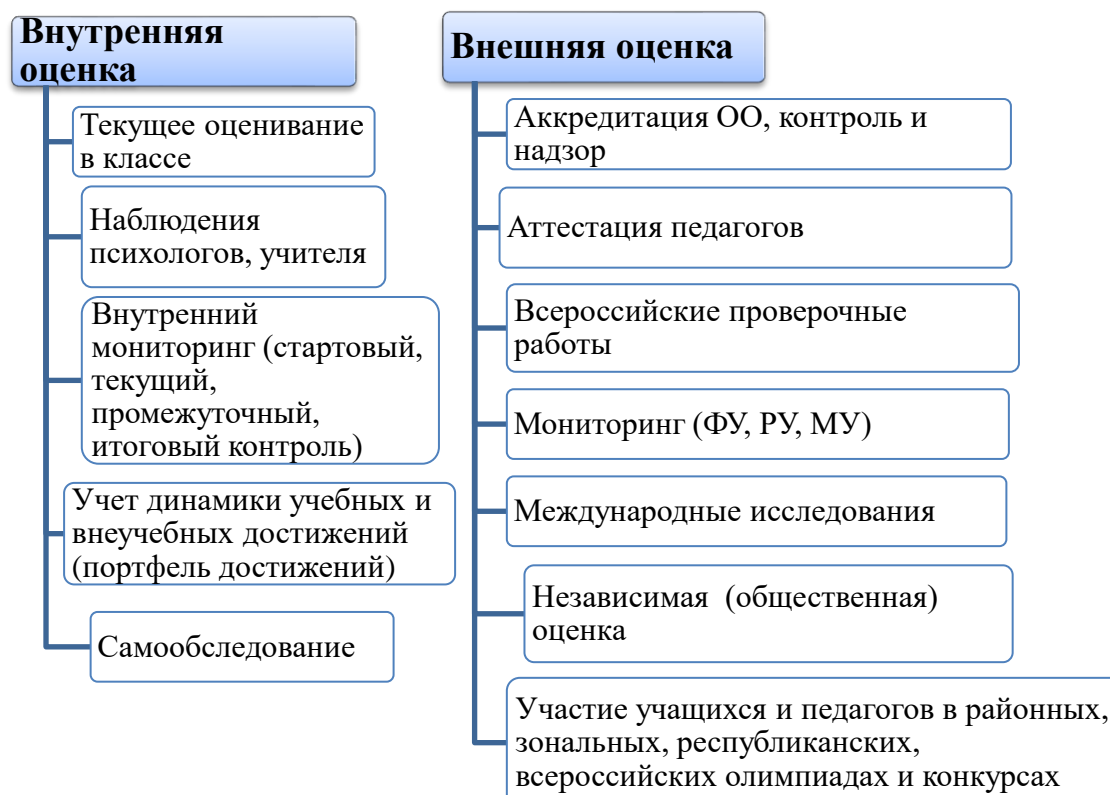 Внутренняя
оценка
Текущее оценивание
в классе
Наблюдения
психологов, учителя
Внутренний
мониторинг (стартовый,
текущий,
промежуточный,
итоговый контроль)
Учет динамики учебных и
внеучебных достижений
(портфель достижений)
Самообследование
Внешняя оценка
Аккредитация ОО, контроль и
надзор
Аттестация педагогов
Всероссийские проверочные
работы
Мониторинг (ФУ, РУ, МУ)
Международные исследования
Независимая (общественная)
оценка
Участие учащихся и педагогов в районных,
зональных, республиканских,
всероссийских олимпиадах и конкурсах